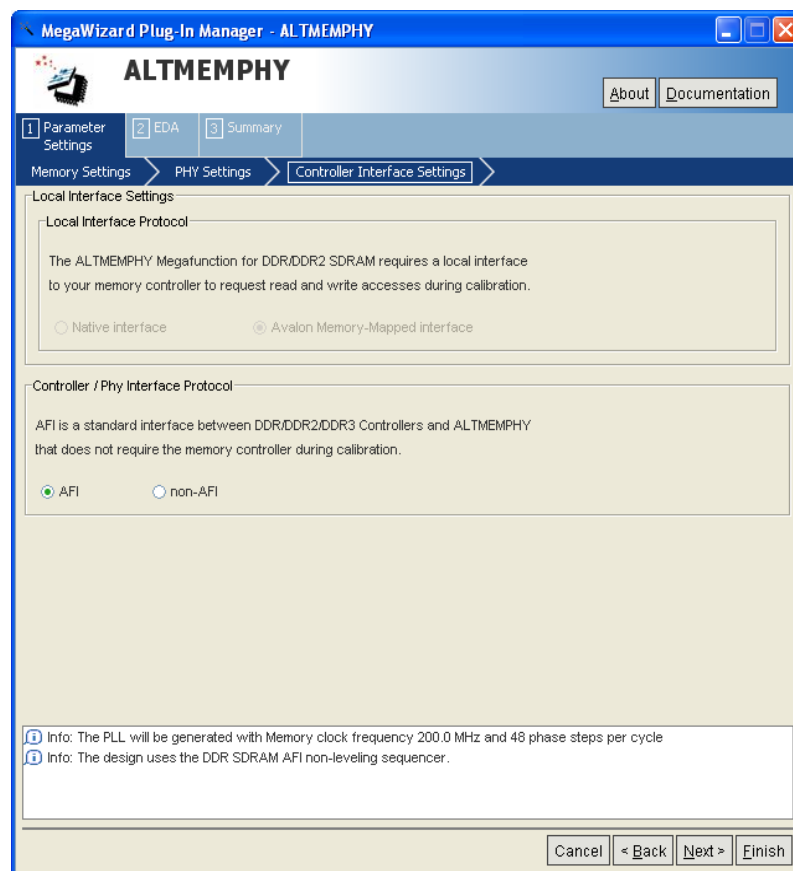 MegaWizard Plug-In Manager - ALTMEMPHY
ALTMEMPHY
About
Documentation
1 Parameter Settings
2 EDA
3 Summary
Memory Settings
PHY Settings
Controller Interface Settings
Local Interface Settings
Local Interface Protocol
The ALTMEMPHY Megafunction for DDR/DDR2 SDRAM requires a local interface
to your memory controller to request read and write accesses during calibration.
Native interface
Avalon Memory-Mapped interface
Controller / Phy Interface Protocol
AFI is a standard interface between DDR/DDR2/DDR3 Controllers and ALTMEMPHY
that does not require the memory controller during calibration.
AFI
non-AFI
Info: The PLL will be generated with Memory clock frequency 200.0 MHz and 48 phase steps per cycle
Info: The design uses the DDR SDRAM AFI non-leveling sequencer.
Cancel
< Back
Next >
Finish